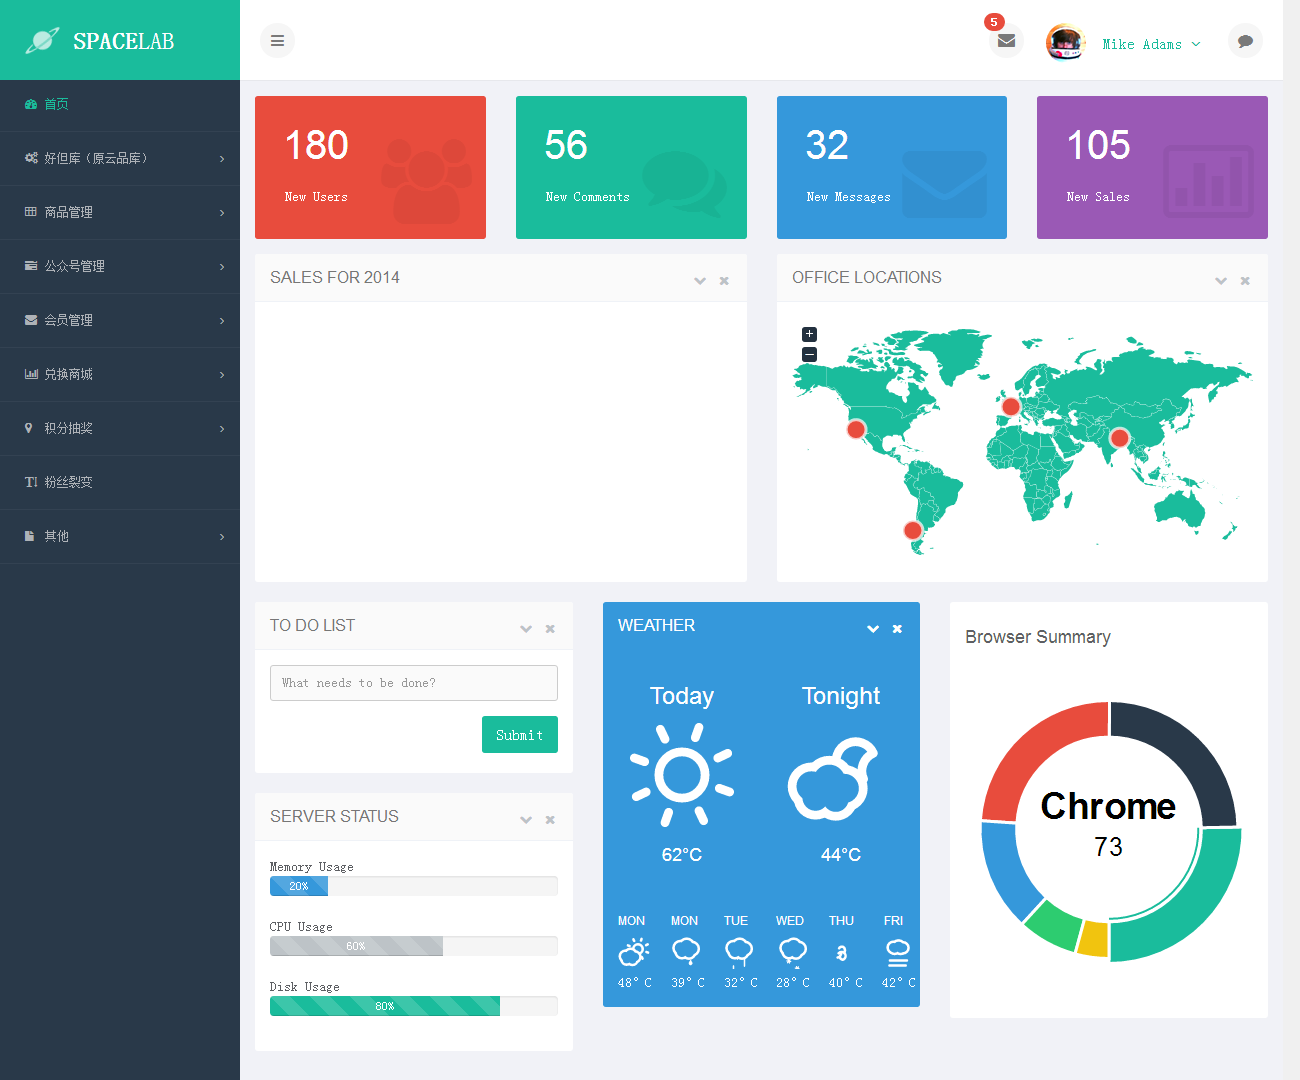 SPACELAB
5
Mike Adams
首页
好但库（原云品库）
商品管理
公众号管理
会员管理
兑换商城
积分抽奖
粉丝裂变
其他
180
New Users
56
New Comments
32
New Messages
105
New Sales
SALES FOR 2014
OFFICE LOCATIONS
+
−
TO DO LIST
What needs to be done?
Submit
SERVER STATUS
Memory Usage
20%
CPU Usage
60%
Disk Usage
80%
WEATHER
Today
Tonight
62°C
44°C
MON MON TUE WED THU FRI
48°C 39°C 32°C 28°C 40°C 42°C
Browser Summary
Chrome
73